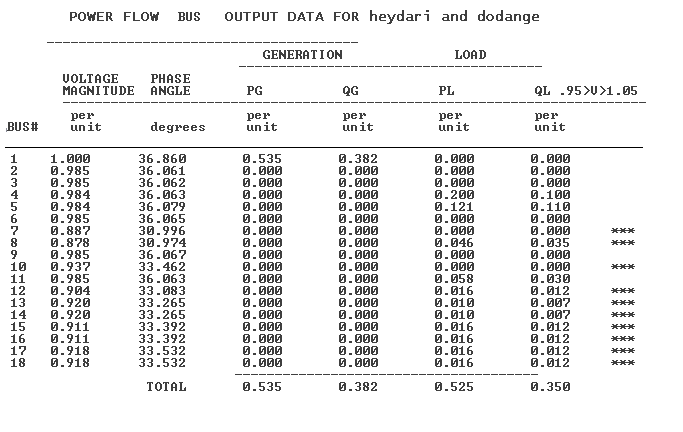 POWER FLOW BUS OUTPUT DATA FOR heydari and dodange
GENERATION LOAD
VOLTAGE PHASE
MAGNITUDE ANGLE PG QG PL QL .95>V>1.05
per per per per per
BUS# unit degrees unit unit unit unit
1 1.000 36.860 0.535 0.382 0.000 0.000
2 0.985 36.061 0.000 0.000 0.000 0.000
3 0.985 36.062 0.000 0.000 0.000 0.000
4 0.984 36.063 0.000 0.000 0.200 0.100
5 0.984 36.079 0.000 0.000 0.121 0.110
6 0.985 36.065 0.000 0.000 0.000 0.000
7 0.887 30.996 0.000 0.000 0.000 0.000 ***
8 0.878 30.974 0.000 0.000 0.046 0.035 ***
9 0.985 36.067 0.000 0.000 0.000 0.000
10 0.937 33.462 0.000 0.000 0.000 0.000 ***
11 0.985 36.063 0.000 0.000 0.058 0.030
12 0.904 33.083 0.000 0.000 0.016 0.012 ***
13 0.920 33.265 0.000 0.000 0.010 0.007 ***
14 0.920 33.265 0.000 0.000 0.010 0.007 ***
15 0.911 33.392 0.000 0.000 0.016 0.012 ***
16 0.911 33.392 0.000 0.000 0.016 0.012 ***
17 0.918 33.532 0.000 0.000 0.016 0.012 ***
18 0.918 33.532 0.000 0.000 0.016 0.012 ***
TOTAL 0.535 0.382 0.525 0.350